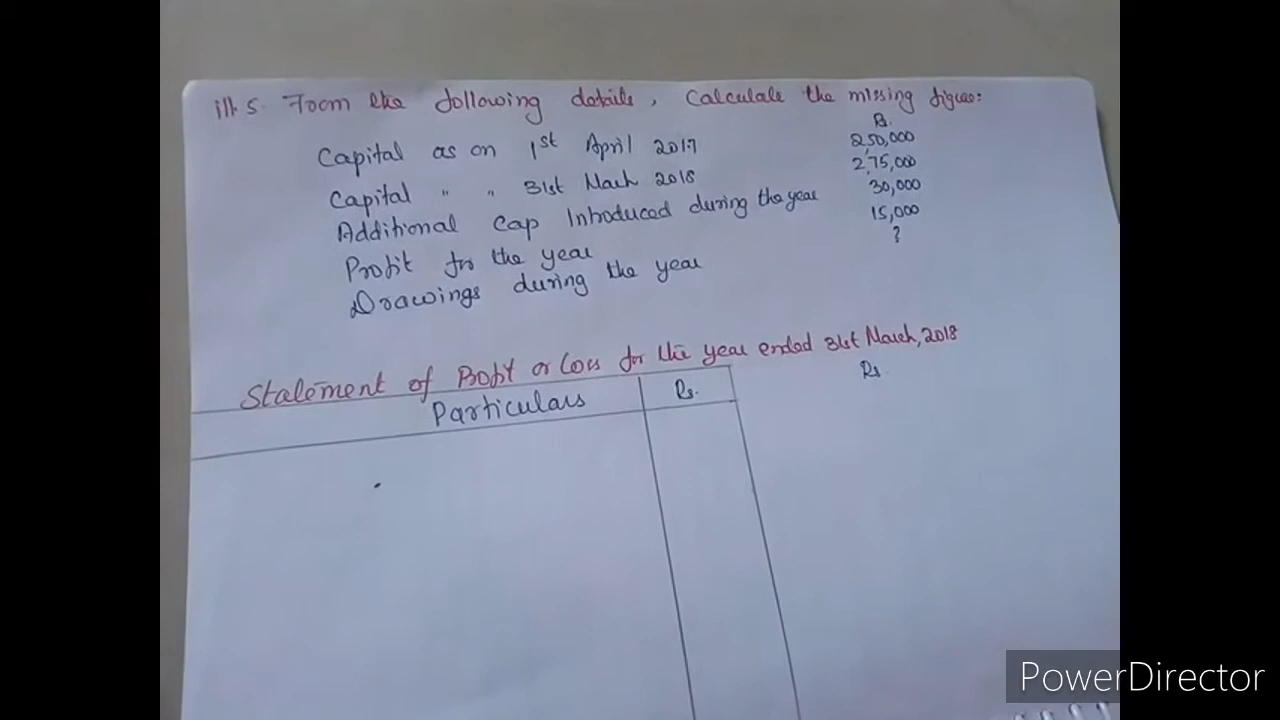 ill. 5. From the following details, Calculate the missing figures:
Rs.
Capital as on 1st April 2017 2,50,000
Capital " " 31st March 2018 2,75,000
Additional Cap Introduced during the year 30,000
Profit for the year 15,000
Drawings during the year ?
Statement of Profit or Loss for the year ended 31st March, 2018
Particulars Rs. Rs
PowerDirector